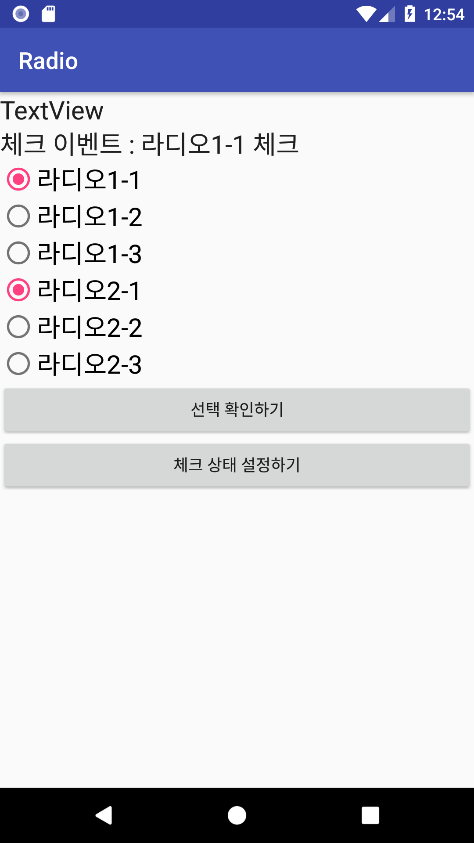 12:54
Radio
TextView
체크 이벤트 : 라디오1-1 체크
라디오1-1
라디오1-2
라디오1-3
라디오2-1
라디오2-2
라디오2-3
선택 확인하기
체크 상태 설정하기